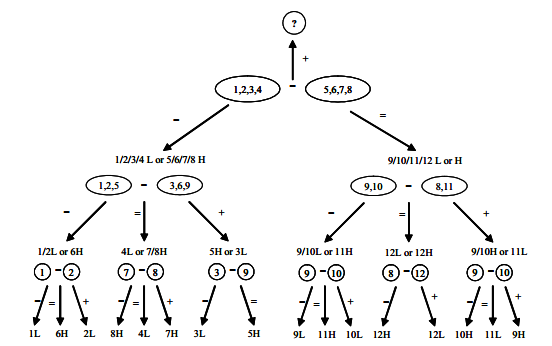 ?
+
1,2,3,4 – 5,6,7,8
– =
1/2/3/4 L or 5/6/7/8 H 9/10/11/12 L or H
1,2,5 – 3,6,9 9,10 – 8,11
– = + – = +
1/2L or 6H 4L or 7/8H 5H or 3L 9/10L or 11H 12L or 12H 9/10H or 11L
1 – 2 7 – 8 3 – 9 9 – 10 8 – 12 9 – 10
– = + – = + – = – = + – + – = +
1L 6H 2L 8H 4L 7H 3L 5H 9L 11H 10L 12H 12L 10H 11L 9H